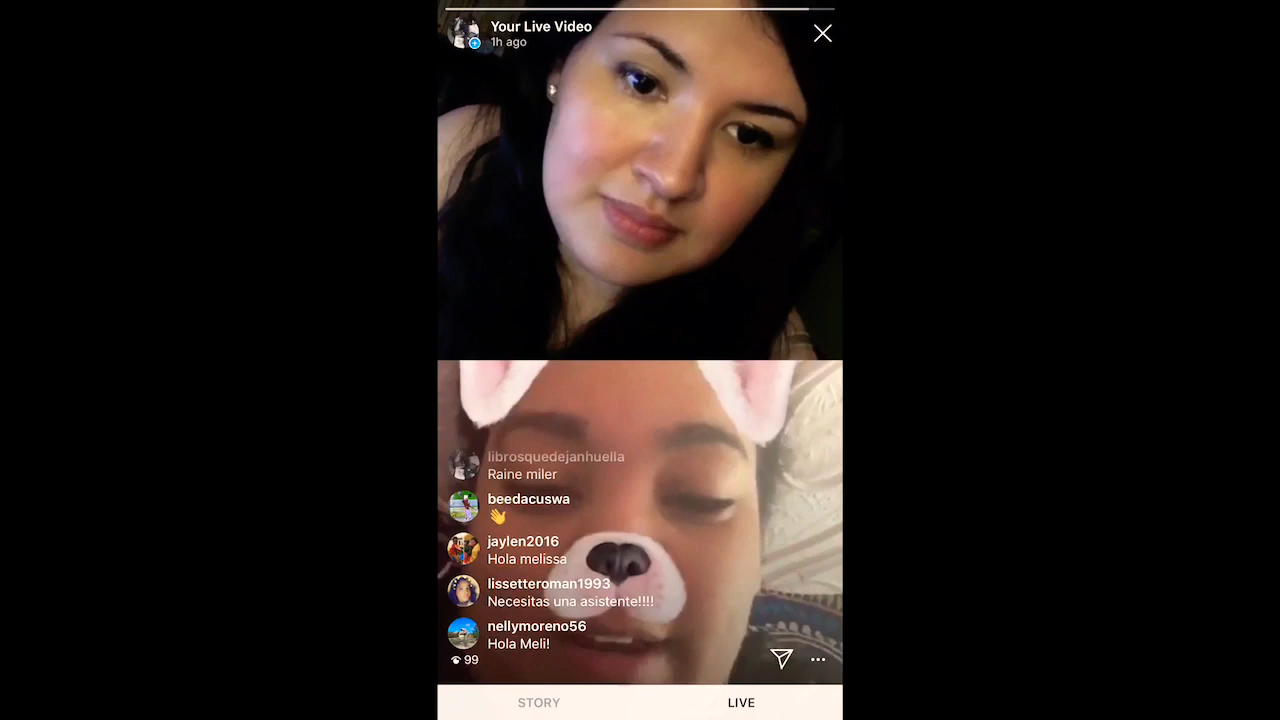 Your Live Video
1h ago
librosquedejanhuella
Raine miler
beedacuswa
👋
jaylen2016
Hola melissa
lissetteroman1993
Necesitas una asistente!!!!
nellymoreno56
Hola Meli!
99
STORY
LIVE